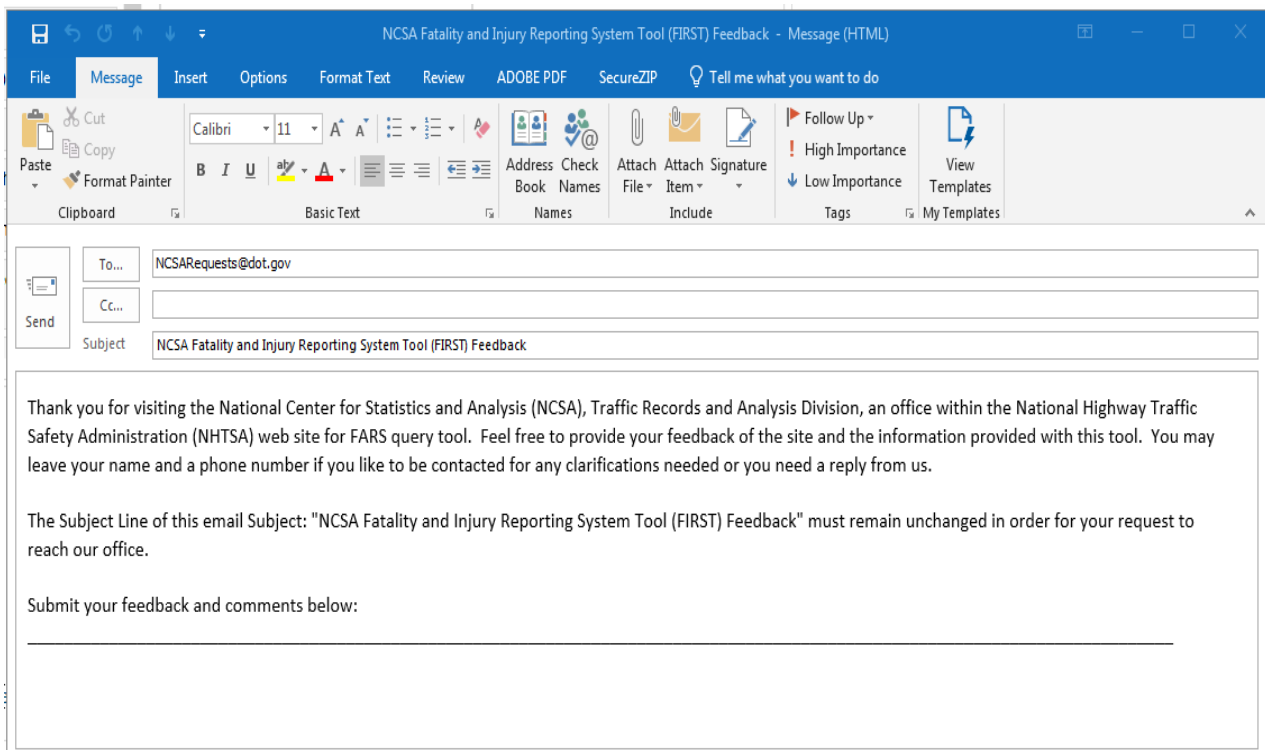 NCSA Fatality and Injury Reporting System Tool (FIRST) Feedback - Message (HTML)
File Message Insert Options Format Text Review ADOBE PDF SecureZIP Tell me what you want to do
Cut
Copy
Format Painter
Paste
Clipboard
Calibri 11
B I U
Basic Text
Address Book
Check Names
Names
Attach File
Attach Item
Signature
Include
Follow Up
High Importance
Low Importance
Tags
View Templates
My Templates
Send
To... NCSARequests@dot.gov
Cc...
Subject NCSA Fatality and Injury Reporting System Tool (FIRST) Feedback
Thank you for visiting the National Center for Statistics and Analysis (NCSA), Traffic Records and Analysis Division, an office within the National Highway Traffic
Safety Administration (NHTSA) web site for FARS query tool. Feel free to provide your feedback of the site and the information provided with this tool. You may
leave your name and a phone number if you like to be contacted for any clarifications needed or you need a reply from us.
The Subject Line of this email Subject: "NCSA Fatality and Injury Reporting System Tool (FIRST) Feedback" must remain unchanged in order for your request to
reach our office.
Submit your feedback and comments below: